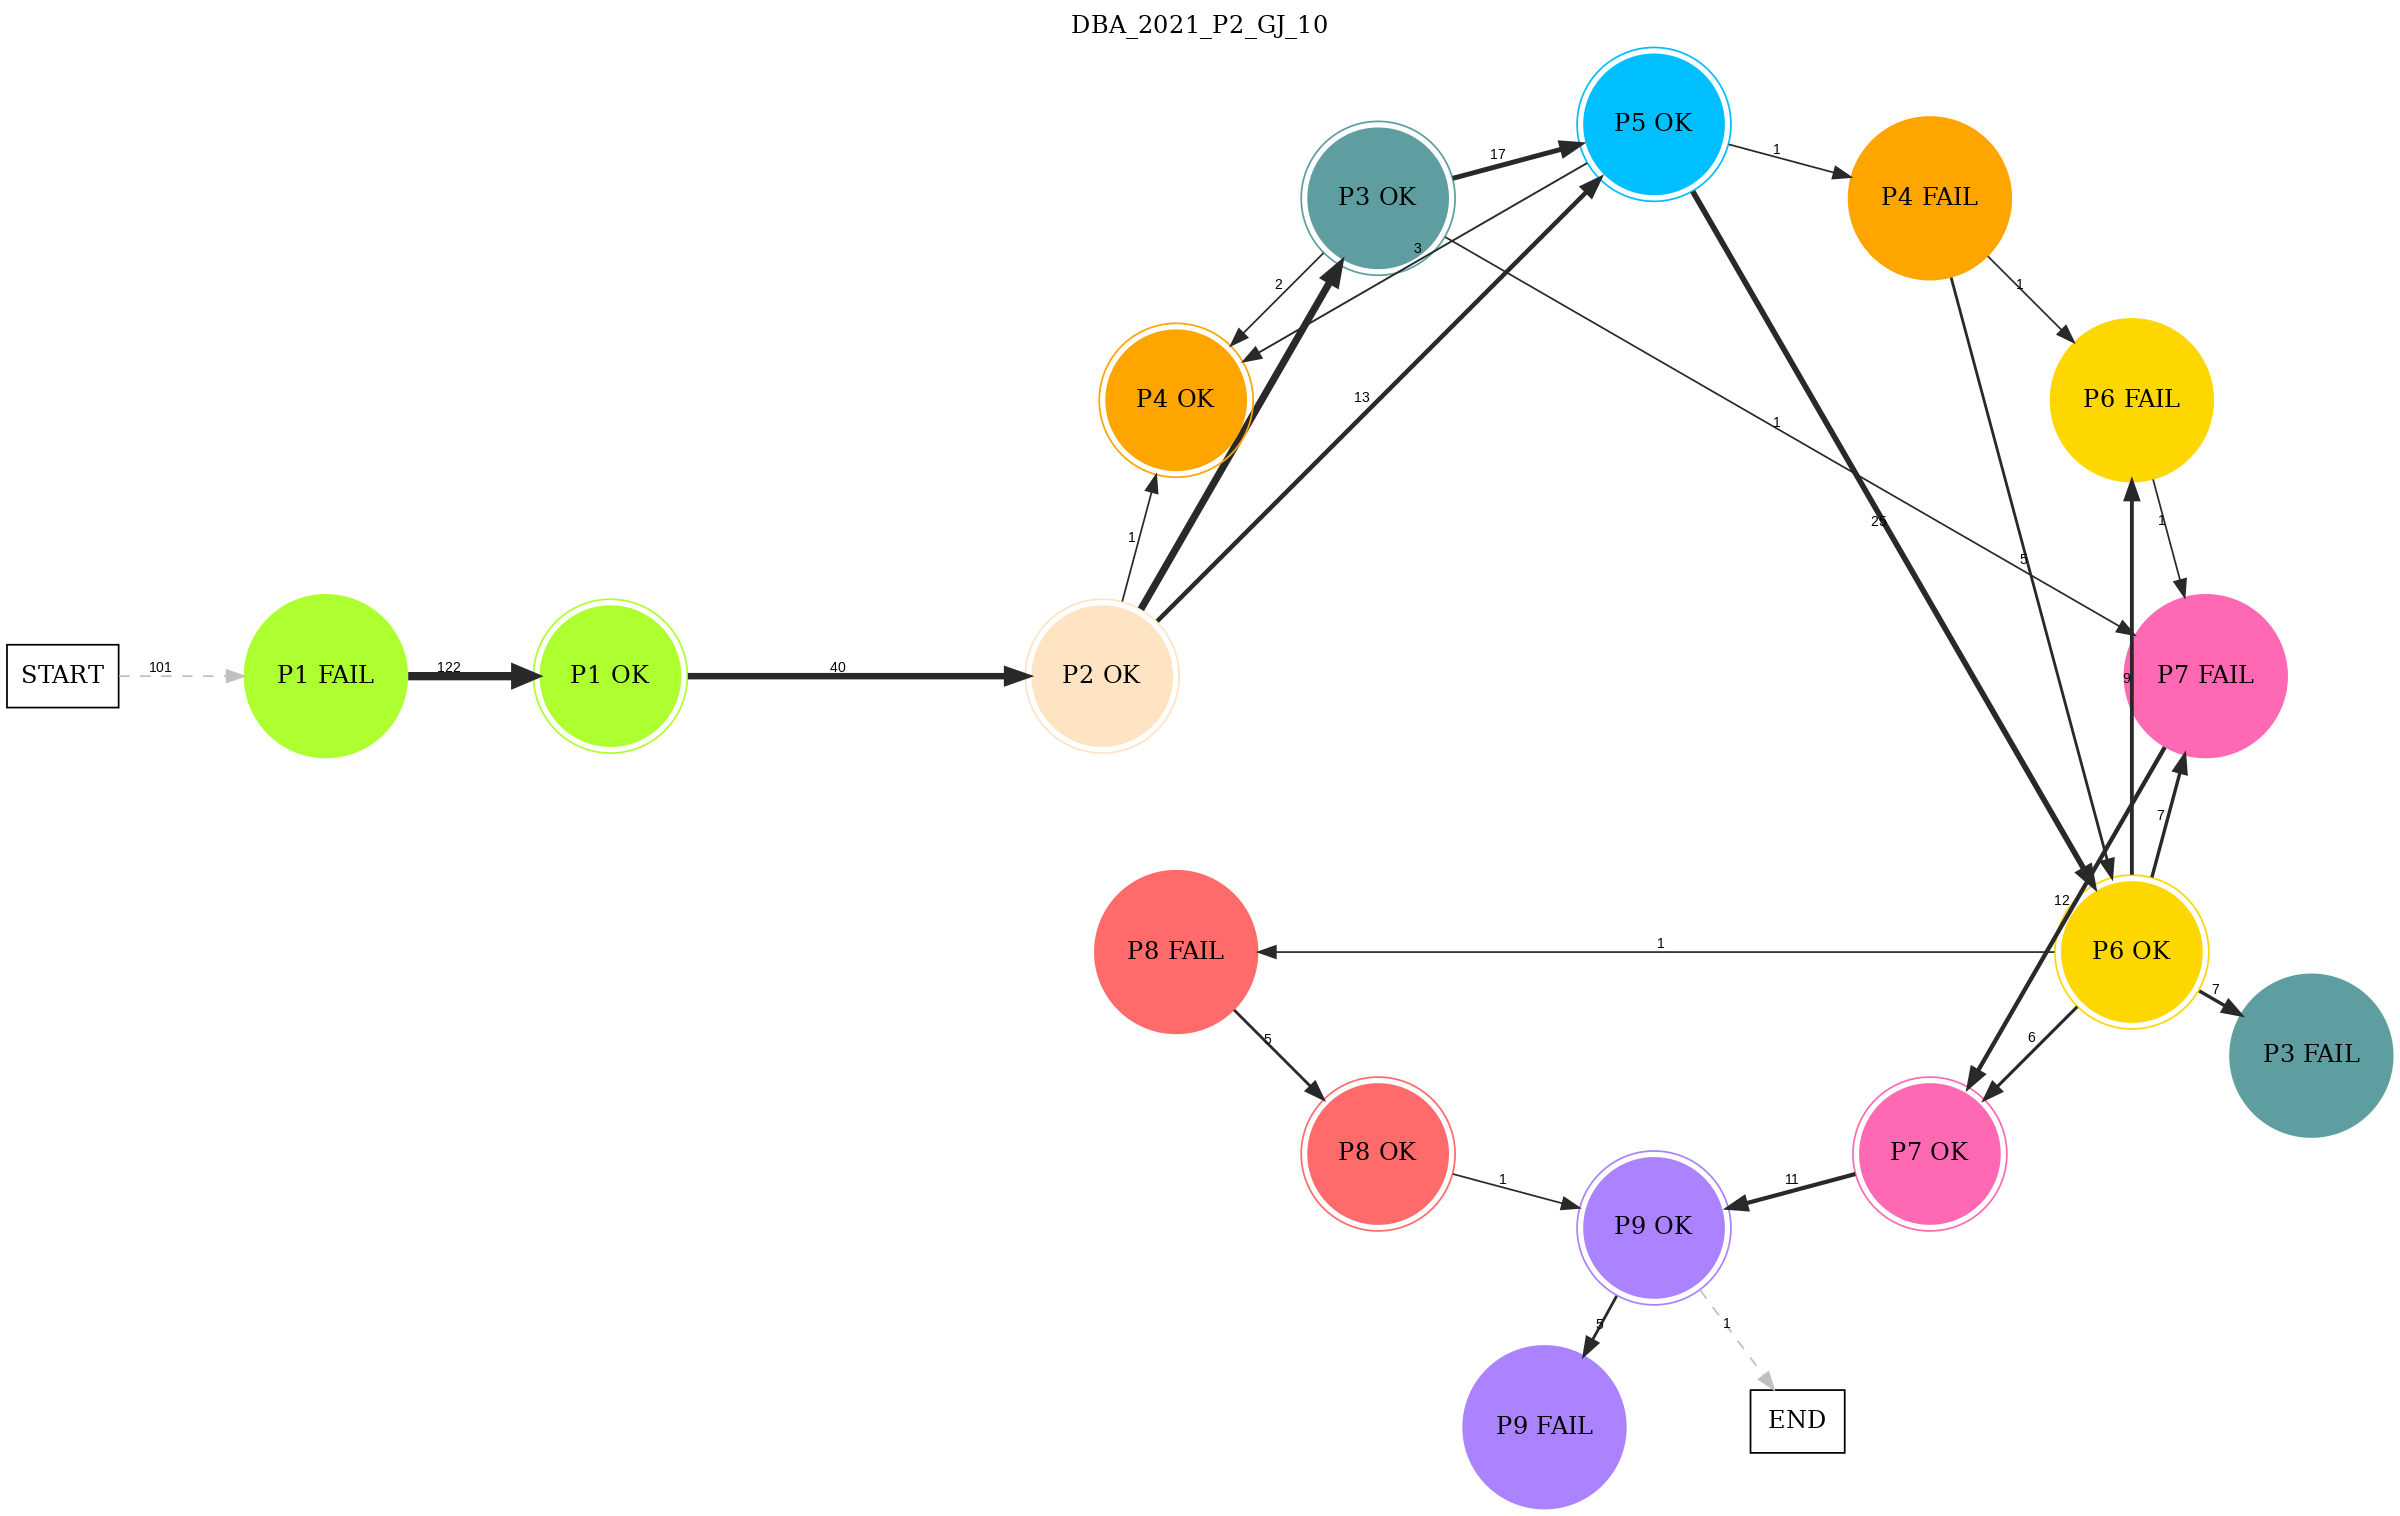 DBA_2021_P2_GJ_10
P5 OK
P3 OK
17
1
P4 FAIL
3
2
1
P4 OK
13
1
P6 FAIL
25
1
1
5
START
101
P1 FAIL
122
P1 OK
40
P2 OK
9
P7 FAIL
7
12
P8 FAIL
1
P6 OK
7
5
6
P3 FAIL
P8 OK
1
11
P7 OK
P9 OK
5
1
P9 FAIL
END